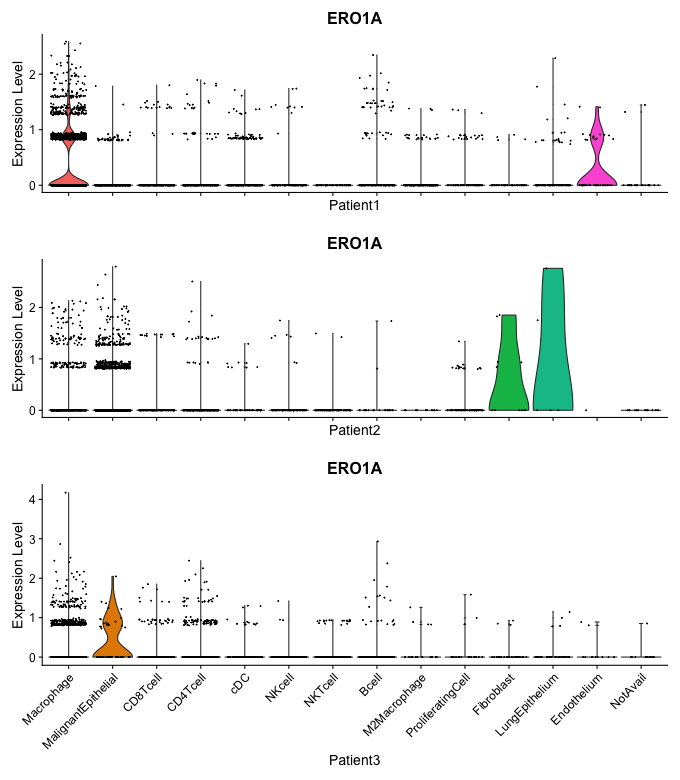 ERO1A
Expression Level
2
1
0
Patient1
ERO1A
Expression Level
2
1
0
Patient2
ERO1A
Expression Level
4
3
2
1
0
Macrophage
MalignantEpithelial
CD8Tcell
CD4Tcell
cDC
NKcell
NKTcell
Bcell
M2Macrophage
ProliferatingCell
Fibroblast
LungEpithelium
Endothelium
NotAvail
Patient3